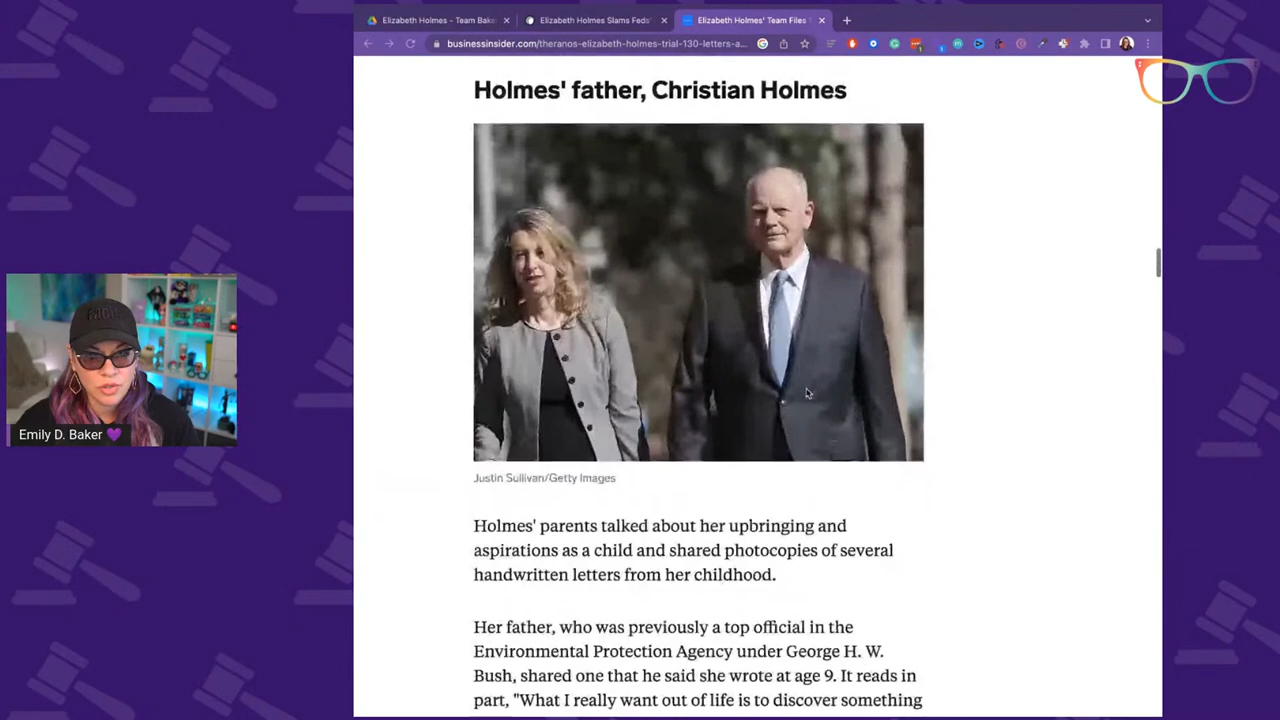 Elizabeth Holmes - Team Bake
Elizabeth Holmes Slams Feds'
Elizabeth Holmes' Team Files
businessinsider.com/theranos-elizabeth-holmes-trial-130-letters-a...
Holmes' father, Christian Holmes
Justin Sullivan/Getty Images
Holmes' parents talked about her upbringing and
aspirations as a child and shared photocopies of several
handwritten letters from her childhood.
Her father, who was previously a top official in the
Environmental Protection Agency under George H. W.
Bush, shared one that he said she wrote at age 9. It reads in
part, "What I really want out of life is to discover something
Emily D. Baker 💜